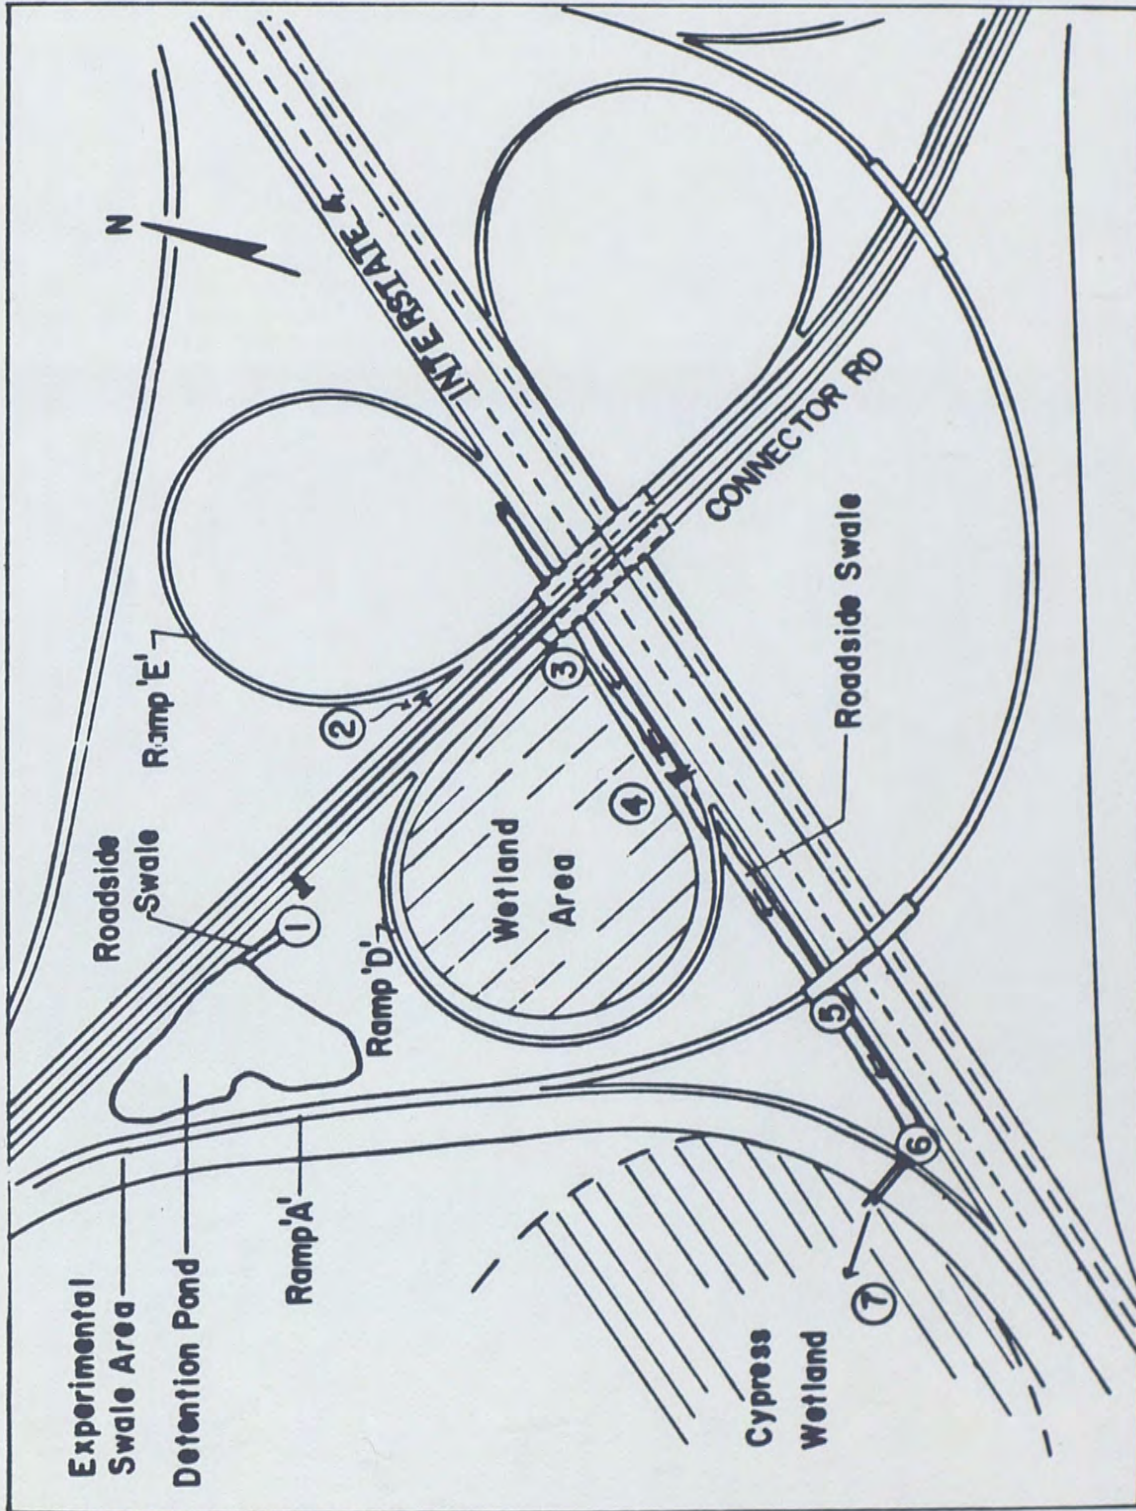 Experimental
Swale Area
Detention Pond
Ramp 'A'
Roadside
Swale
Ramp 'E'
Ramp 'D'
N
1
2
3
4
5
6
7
Wetland
Area
Cypress
Wetland
INTERSTATE 4
CONNECTOR RD
Roadside Swale